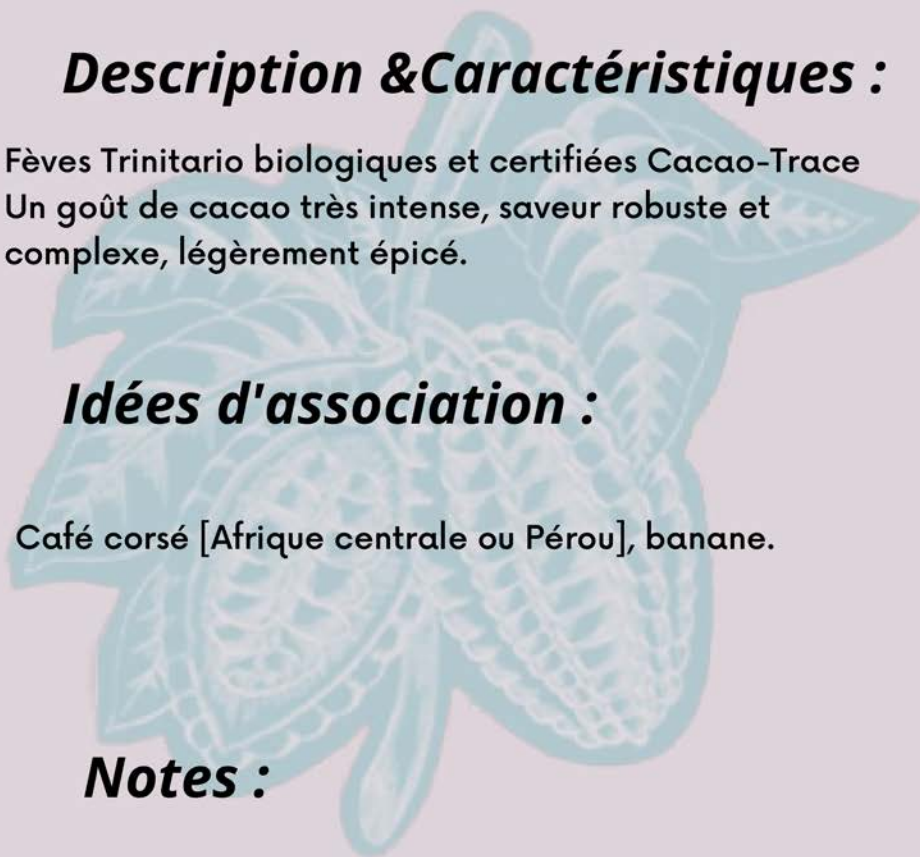 Description &Caractéristiques :
Fèves Trinitario biologiques et certifiées Cacao-Trace
Un goût de cacao très intense, saveur robuste et
complexe, légèrement épicé.
Idées d'association :
Café corsé [Afrique centrale ou Pérou], banane.
Notes :